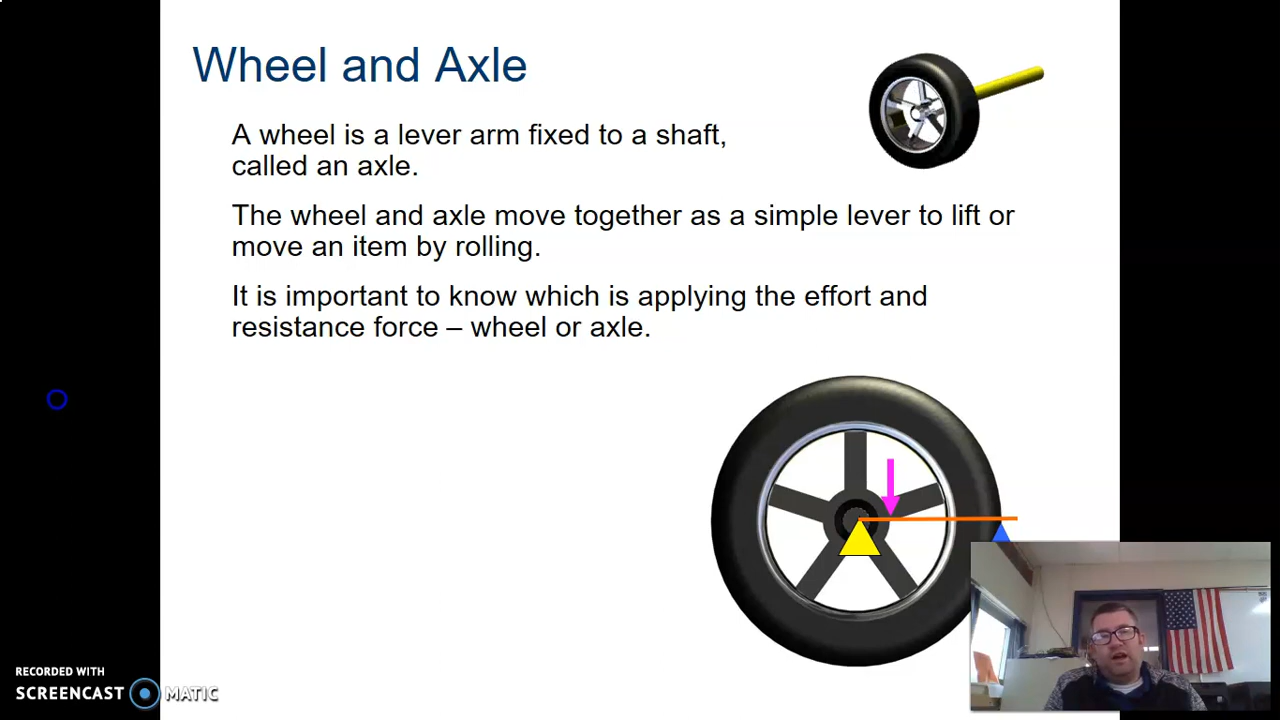 Wheel and Axle
A wheel is a lever arm fixed to a shaft,
called an axle.
The wheel and axle move together as a simple lever to lift or
move an item by rolling.
It is important to know which is applying the effort and
resistance force – wheel or axle.
RECORDED WITH
SCREENCAST MATIC